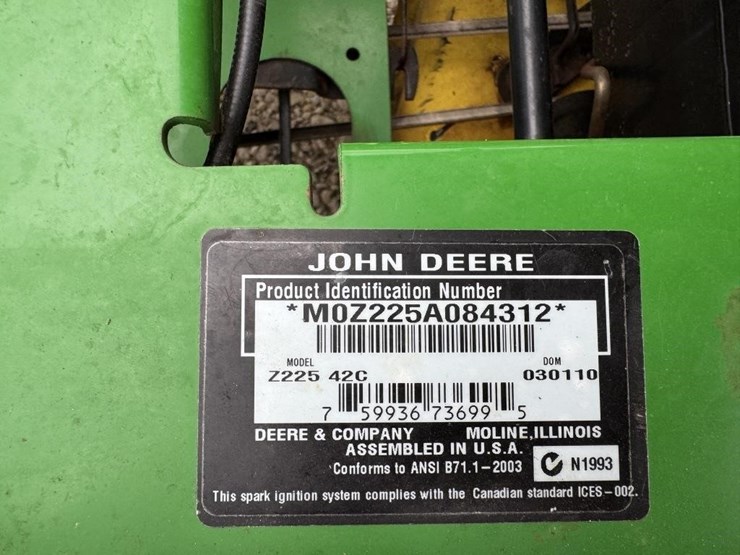 JOHN DEERE
Product Identification Number
*M0Z225A084312*
MODEL DOM
Z225 42C 030110
7 59936 73699 5
DEERE & COMPANY MOLINE,ILLINOIS
ASSEMBLED IN U.S.A.
Conforms to ANSI B71.1-2003 N1993
This spark ignition system complies with the Canadian standard ICES-002.